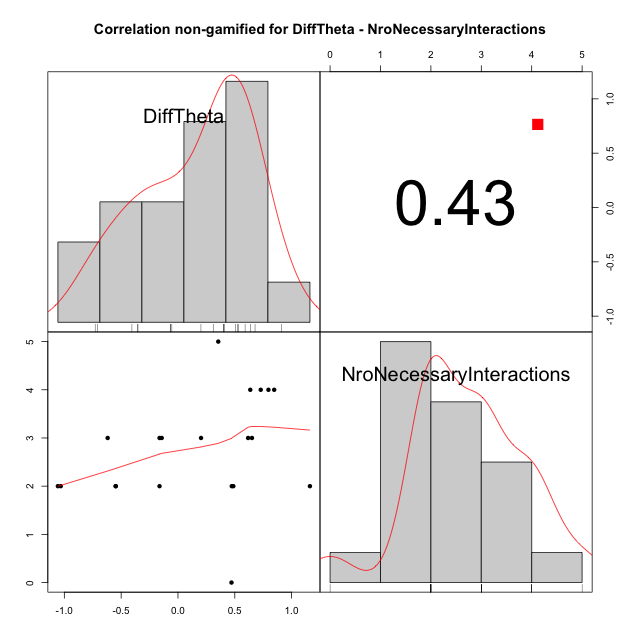 Correlation non-gamified for DiffTheta - NroNecessaryInteractions
0 1 2 3 4 5
DiffTheta
0.43
1.0
0.5
0.0
-0.5
-1.0
5
4
3
2
1
0
NroNecessaryInteractions
-1.0 -0.5 0.0 0.5 1.0